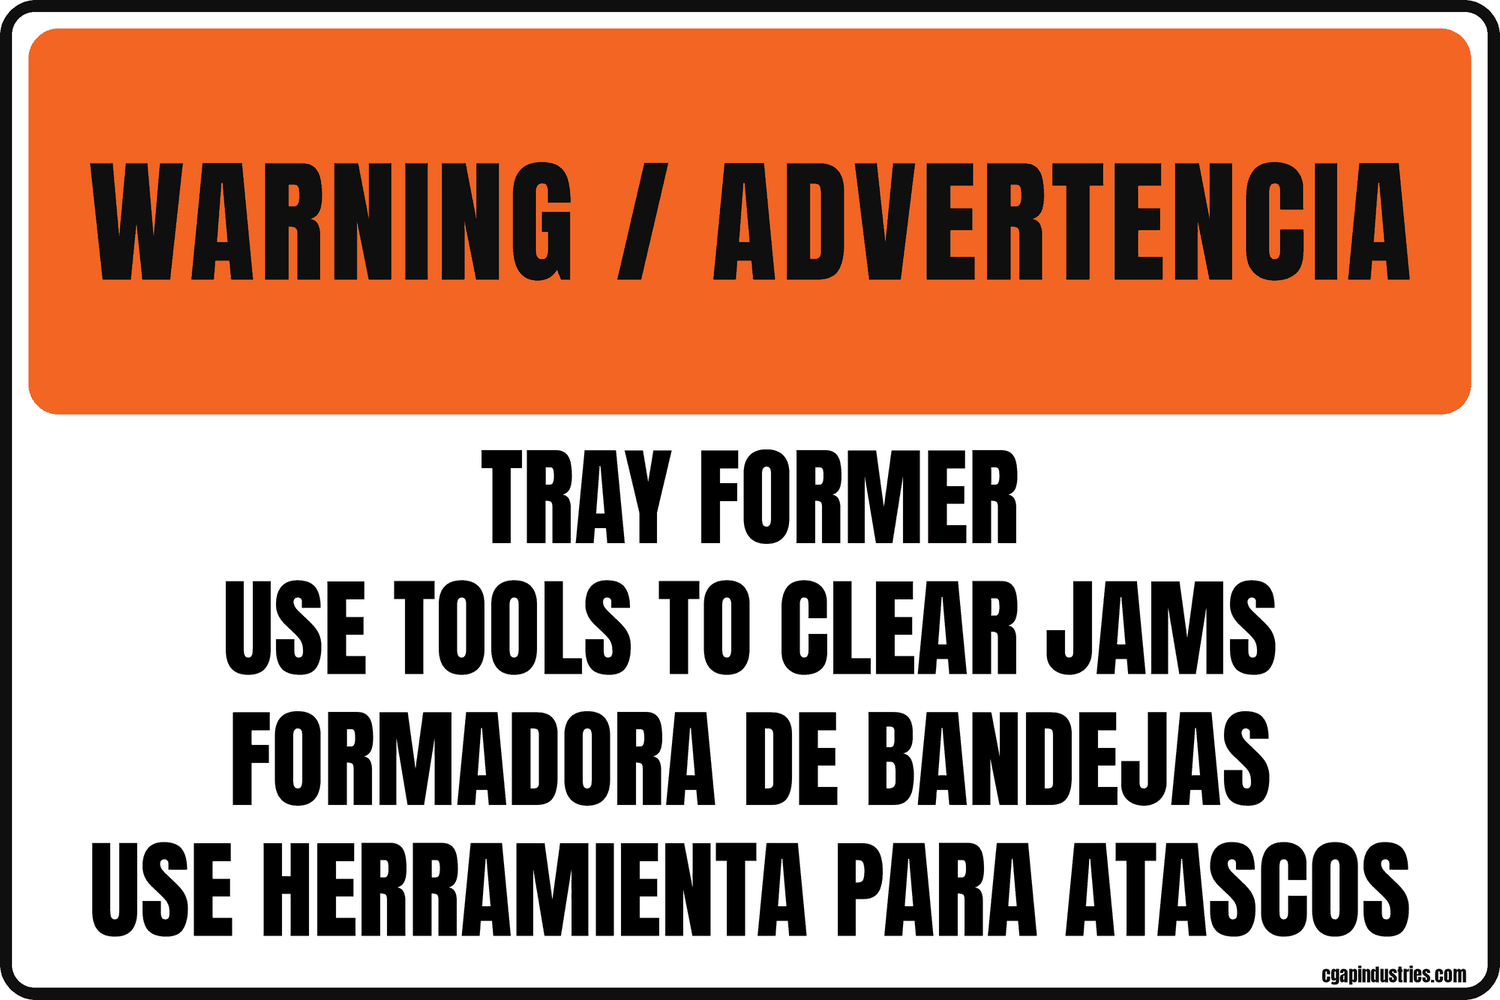 WARNING / ADVERTENCIA
TRAY FORMER
USE TOOLS TO CLEAR JAMS
FORMADORA DE BANDEJAS
USE HERRAMIENTA PARA ATASCOS
cgapindustries.com